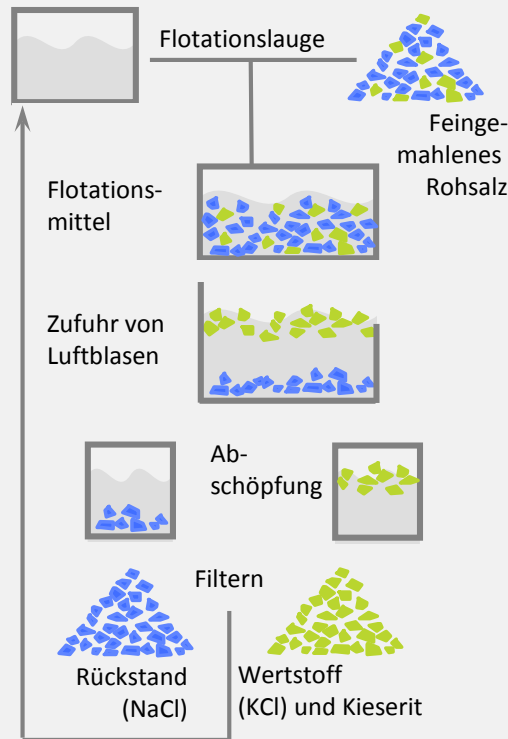 Flotationslauge
Feinge-
mahlenes
Rohsalz
Flotations-
mittel
Zufuhr von
Luftblasen
Ab-
schöpfung
Filtern
Rückstand
(NaCl)
Wertstoff
(KCl) und Kieserit